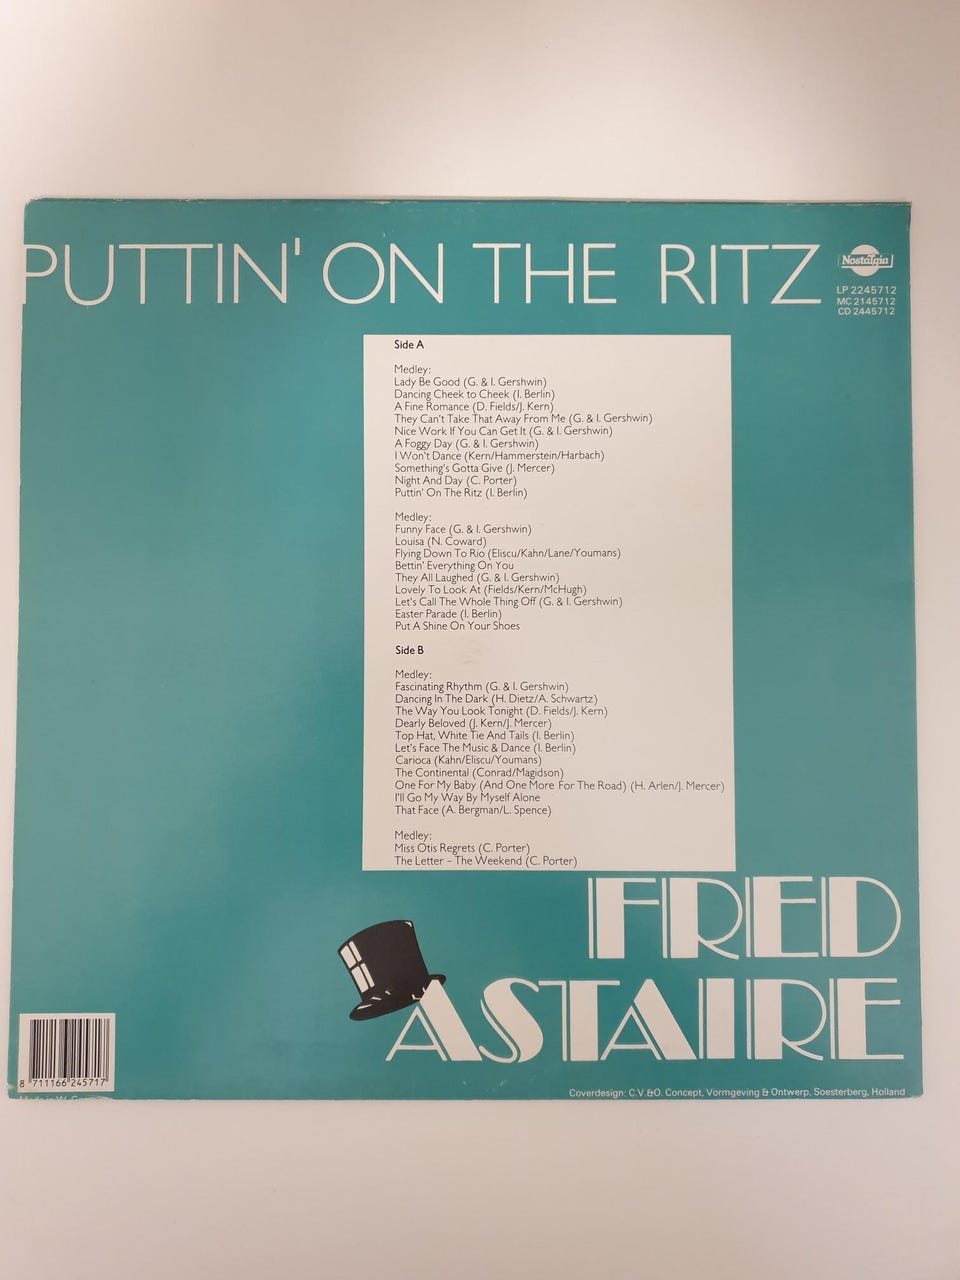 PUTTIN' ON THE RITZ
Nostalgia
LP 2245712
MC 2145712
CD 2445712
Side A
Medley:
Lady Be Good (G. & I. Gershwin)
Dancing Cheek to Cheek (I. Berlin)
A Fine Romance (D. Fields/J. Kern)
They Can't Take That Away From Me (G. & I. Gershwin)
Nice Work If You Can Get It (G. & I. Gershwin)
A Foggy Day (G. & I. Gershwin)
I Won't Dance (Kern/Hammerstein/Harbach)
Something's Gotta Give (J. Mercer)
Night And Day (C. Porter)
Puttin' On The Ritz (I. Berlin)
Medley:
Funny Face (G. & I. Gershwin)
Louisa (N. Coward)
Flying Down To Rio (Eliscu/Kahn/Lane/Youmans)
Bettin' Everything On You
They All Laughed (G. & I. Gershwin)
Lovely To Look At (Fields/Kern/McHugh)
Let's Call The Whole Thing Off (G. & I. Gershwin)
Easter Parade (I. Berlin)
Put A Shine On Your Shoes
Side B
Medley:
Fascinating Rhythm (G. & I. Gershwin)
Dancing In The Dark (H. Dietz/A. Schwartz)
The Way You Look Tonight (D. Fields/J. Kern)
Dearly Beloved (J. Kern/J. Mercer)
Top Hat, White Tie And Tails (I. Berlin)
Let's Face The Music & Dance (I. Berlin)
Carioca (Kahn/Eliscu/Youmans)
The Continental (Conrad/Magidson)
One For My Baby (And One More For The Road) (H. Arlen/J. Mercer)
I'll Go My Way By Myself Alone
That Face (A. Bergman/L. Spence)
Medley:
Miss Otis Regrets (C. Porter)
The Letter - The Weekend (C. Porter)
FRED
ASTAIRE
8 711166 245717
Coverdesign: C.V.&O. Concept, Vormgeving & Ontwerp, Soesterberg, Holland